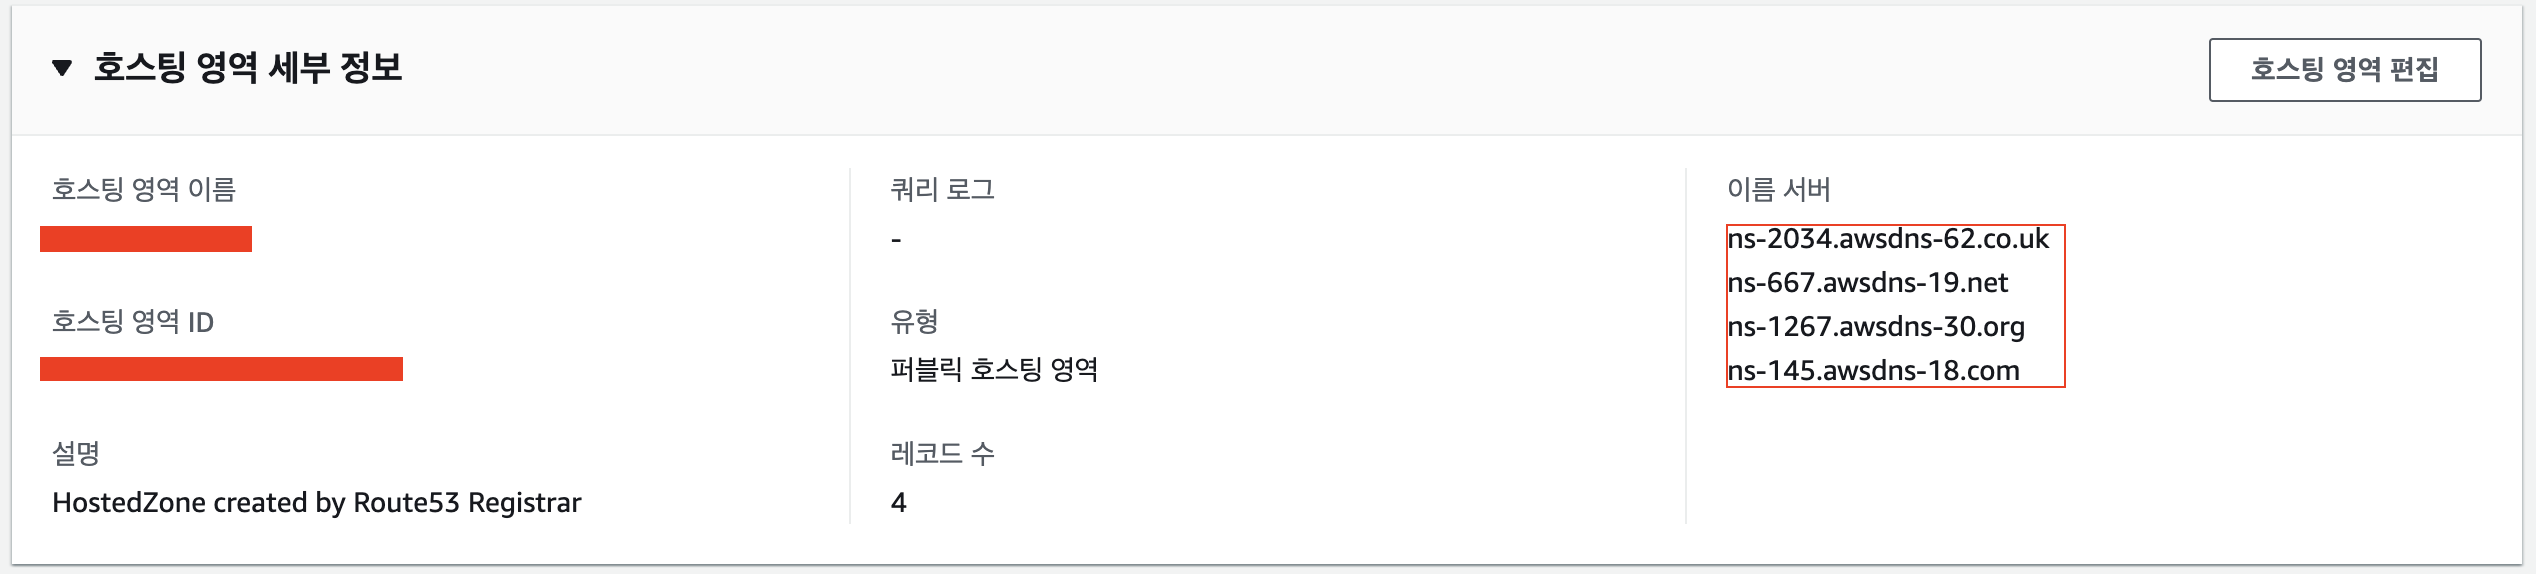 호스팅 영역 세부 정보
호스팅 영역 편집
호스팅 영역 이름
호스팅 영역 ID
설명
HostedZone created by Route53 Registrar
쿼리 로그
-
유형
퍼블릭 호스팅 영역
레코드 수
4
이름 서버
ns-2034.awsdns-62.co.uk
ns-667.awsdns-19.net
ns-1267.awsdns-30.org
ns-145.awsdns-18.com